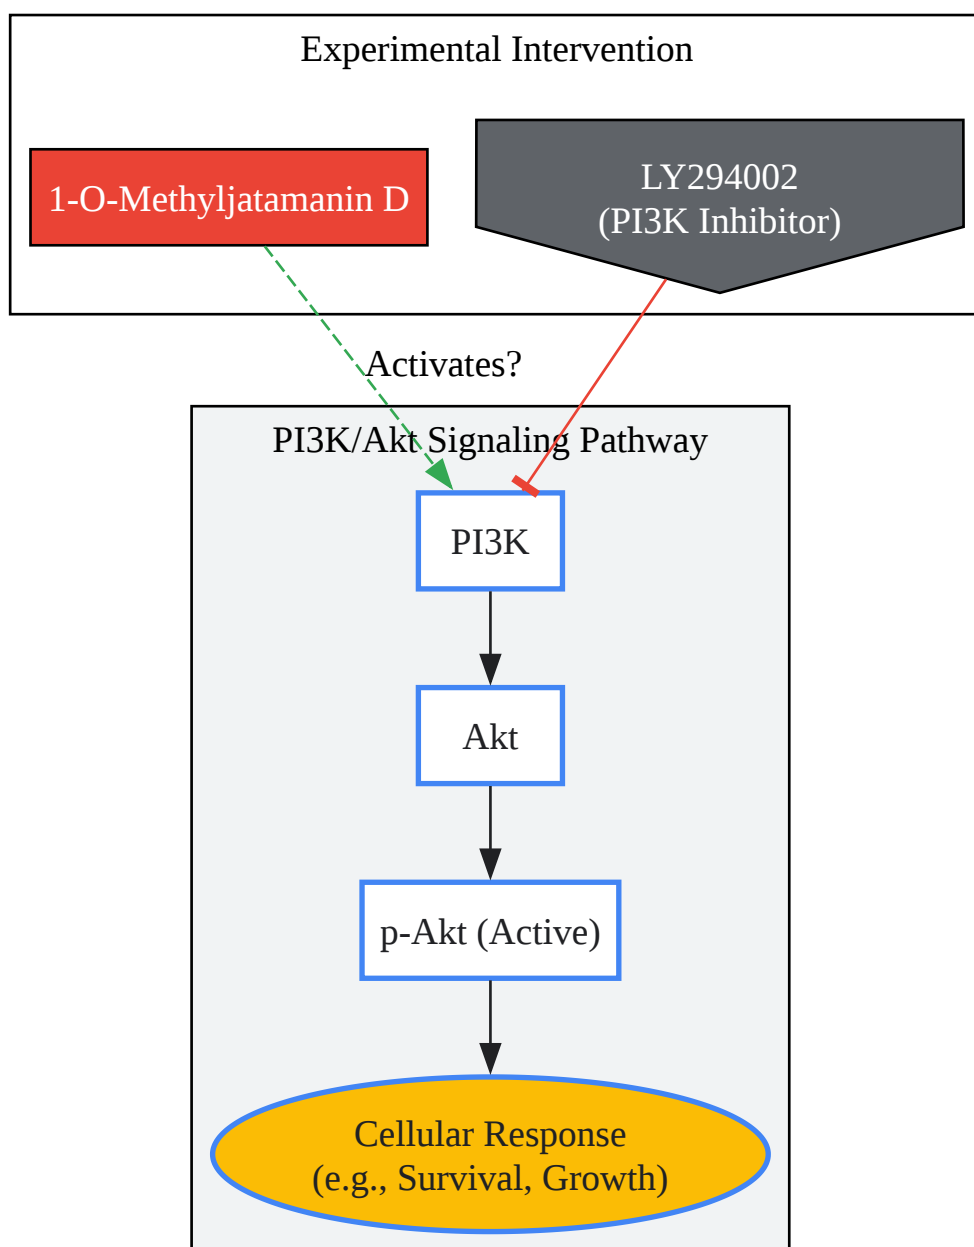 Experimental Intervention
1-O-Methyljatamanin D
LY294002
(PI3K Inhibitor)
Activates?
PI3K/Akt Signaling Pathway
PI3K
Akt
p-Akt (Active)
Cellular Response
(e.g., Survival, Growth)